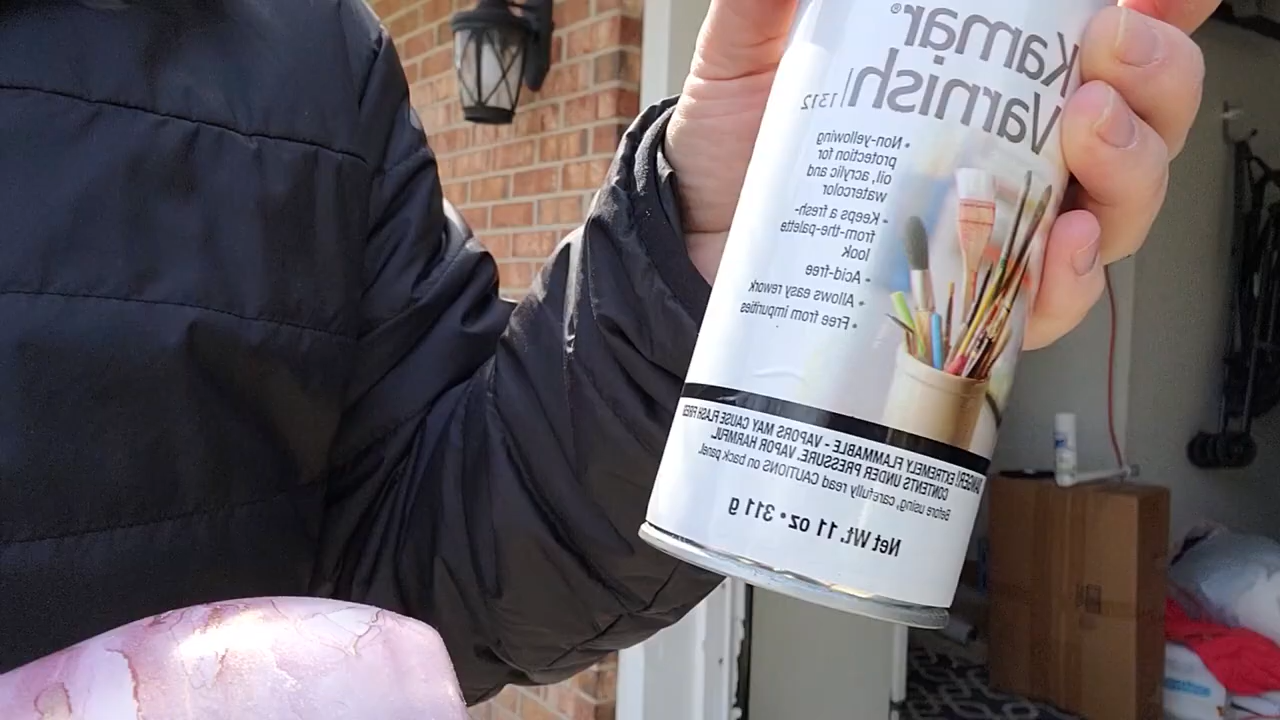 Kamar®
Varnish | 1312
• Non-yellowing
protection for
oil, acrylic and
watercolor
• Keeps a fresh-
from-the-palette
look
• Acid-free
• Allows easy rework
• Free from impurities
DANGER! EXTREMELY FLAMMABLE - VAPORS MAY CAUSE FLASH FIRES
CONTENTS UNDER PRESSURE. VAPOR HARMFUL.
Before using, carefully read CAUTIONS on back panel.
Net Wt. 11 oz • 311 g